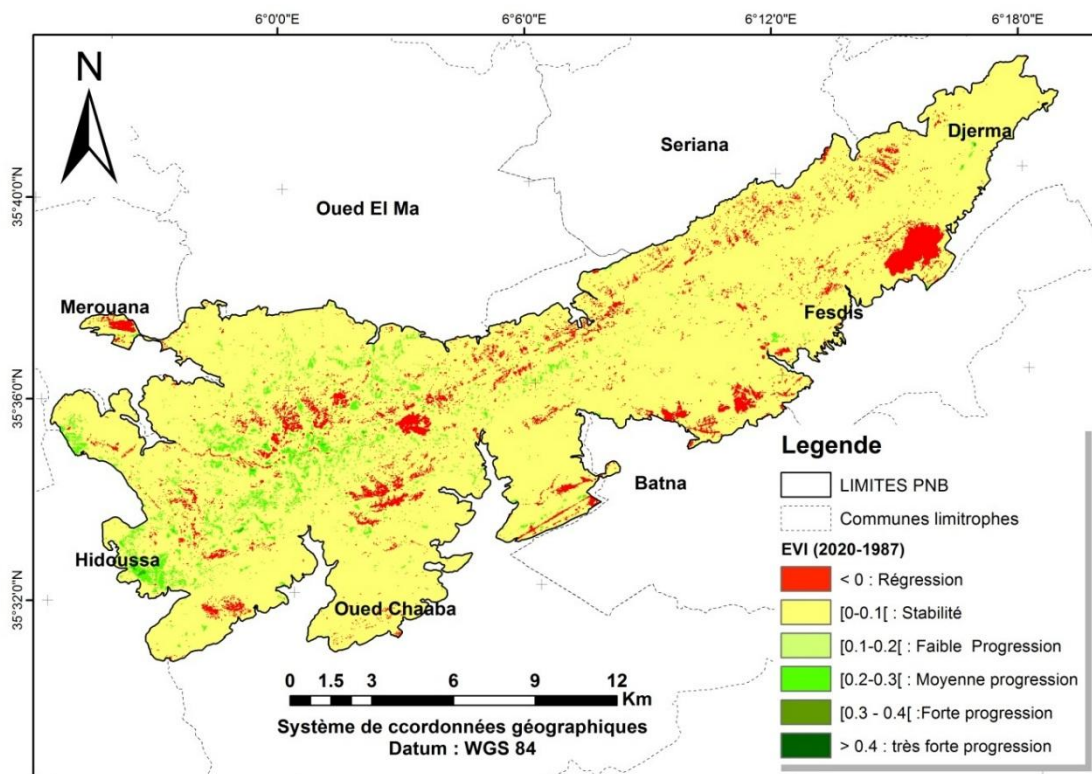 6°00'0"E
6°6'0"E
6°12'0"E
6°18'0"E
N
Djerma
Seriana
35°40'0"N
Oued El Ma
Merouana
Fesdis
35°36'0"N
Legende
LIMITES PNB
Batna
Communes limitrophes
EVI (2020-1987)
Hidoussa
< 0 : Régression
35°32'0"N
Oued Chaaba
[0-0.1[ : Stabilité
[0.1-0.2[ : Faible Progression
0 1.5 3 6 9 12
Km
[0.2-0.3[ : Moyenne progression
[0.3 - 0.4[ :Forte progression
Système de ccordonnées géographiques
Datum : WGS 84
> 0.4 : très forte progression